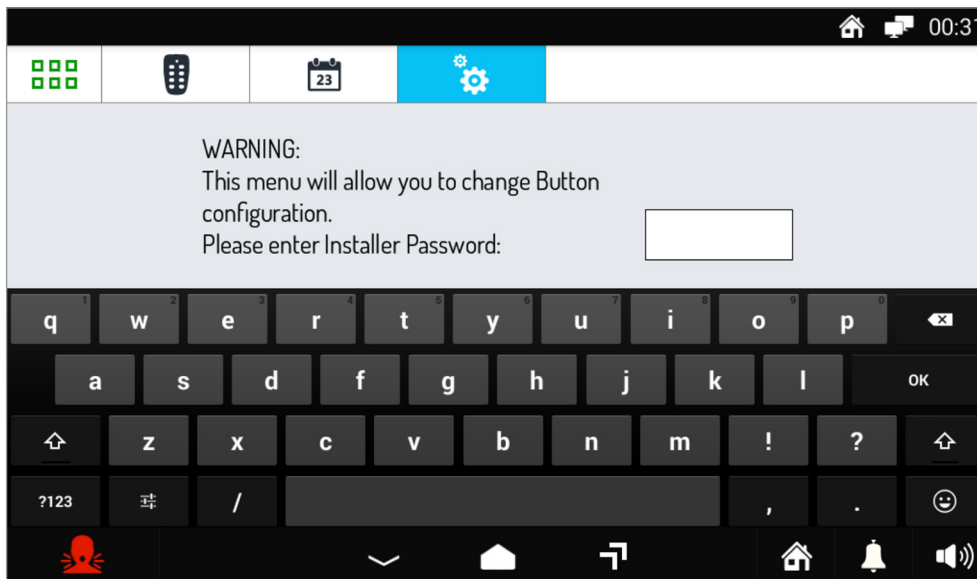 00:31
23
WARNING:
This menu will allow you to change Button
configuration.
Please enter Installer Password:
1 2 3 4 5 6 7 8 9 0
q w e r t y u i o p
a s d f g h j k l OK
z x c v b n m ! ?
?123 / , .